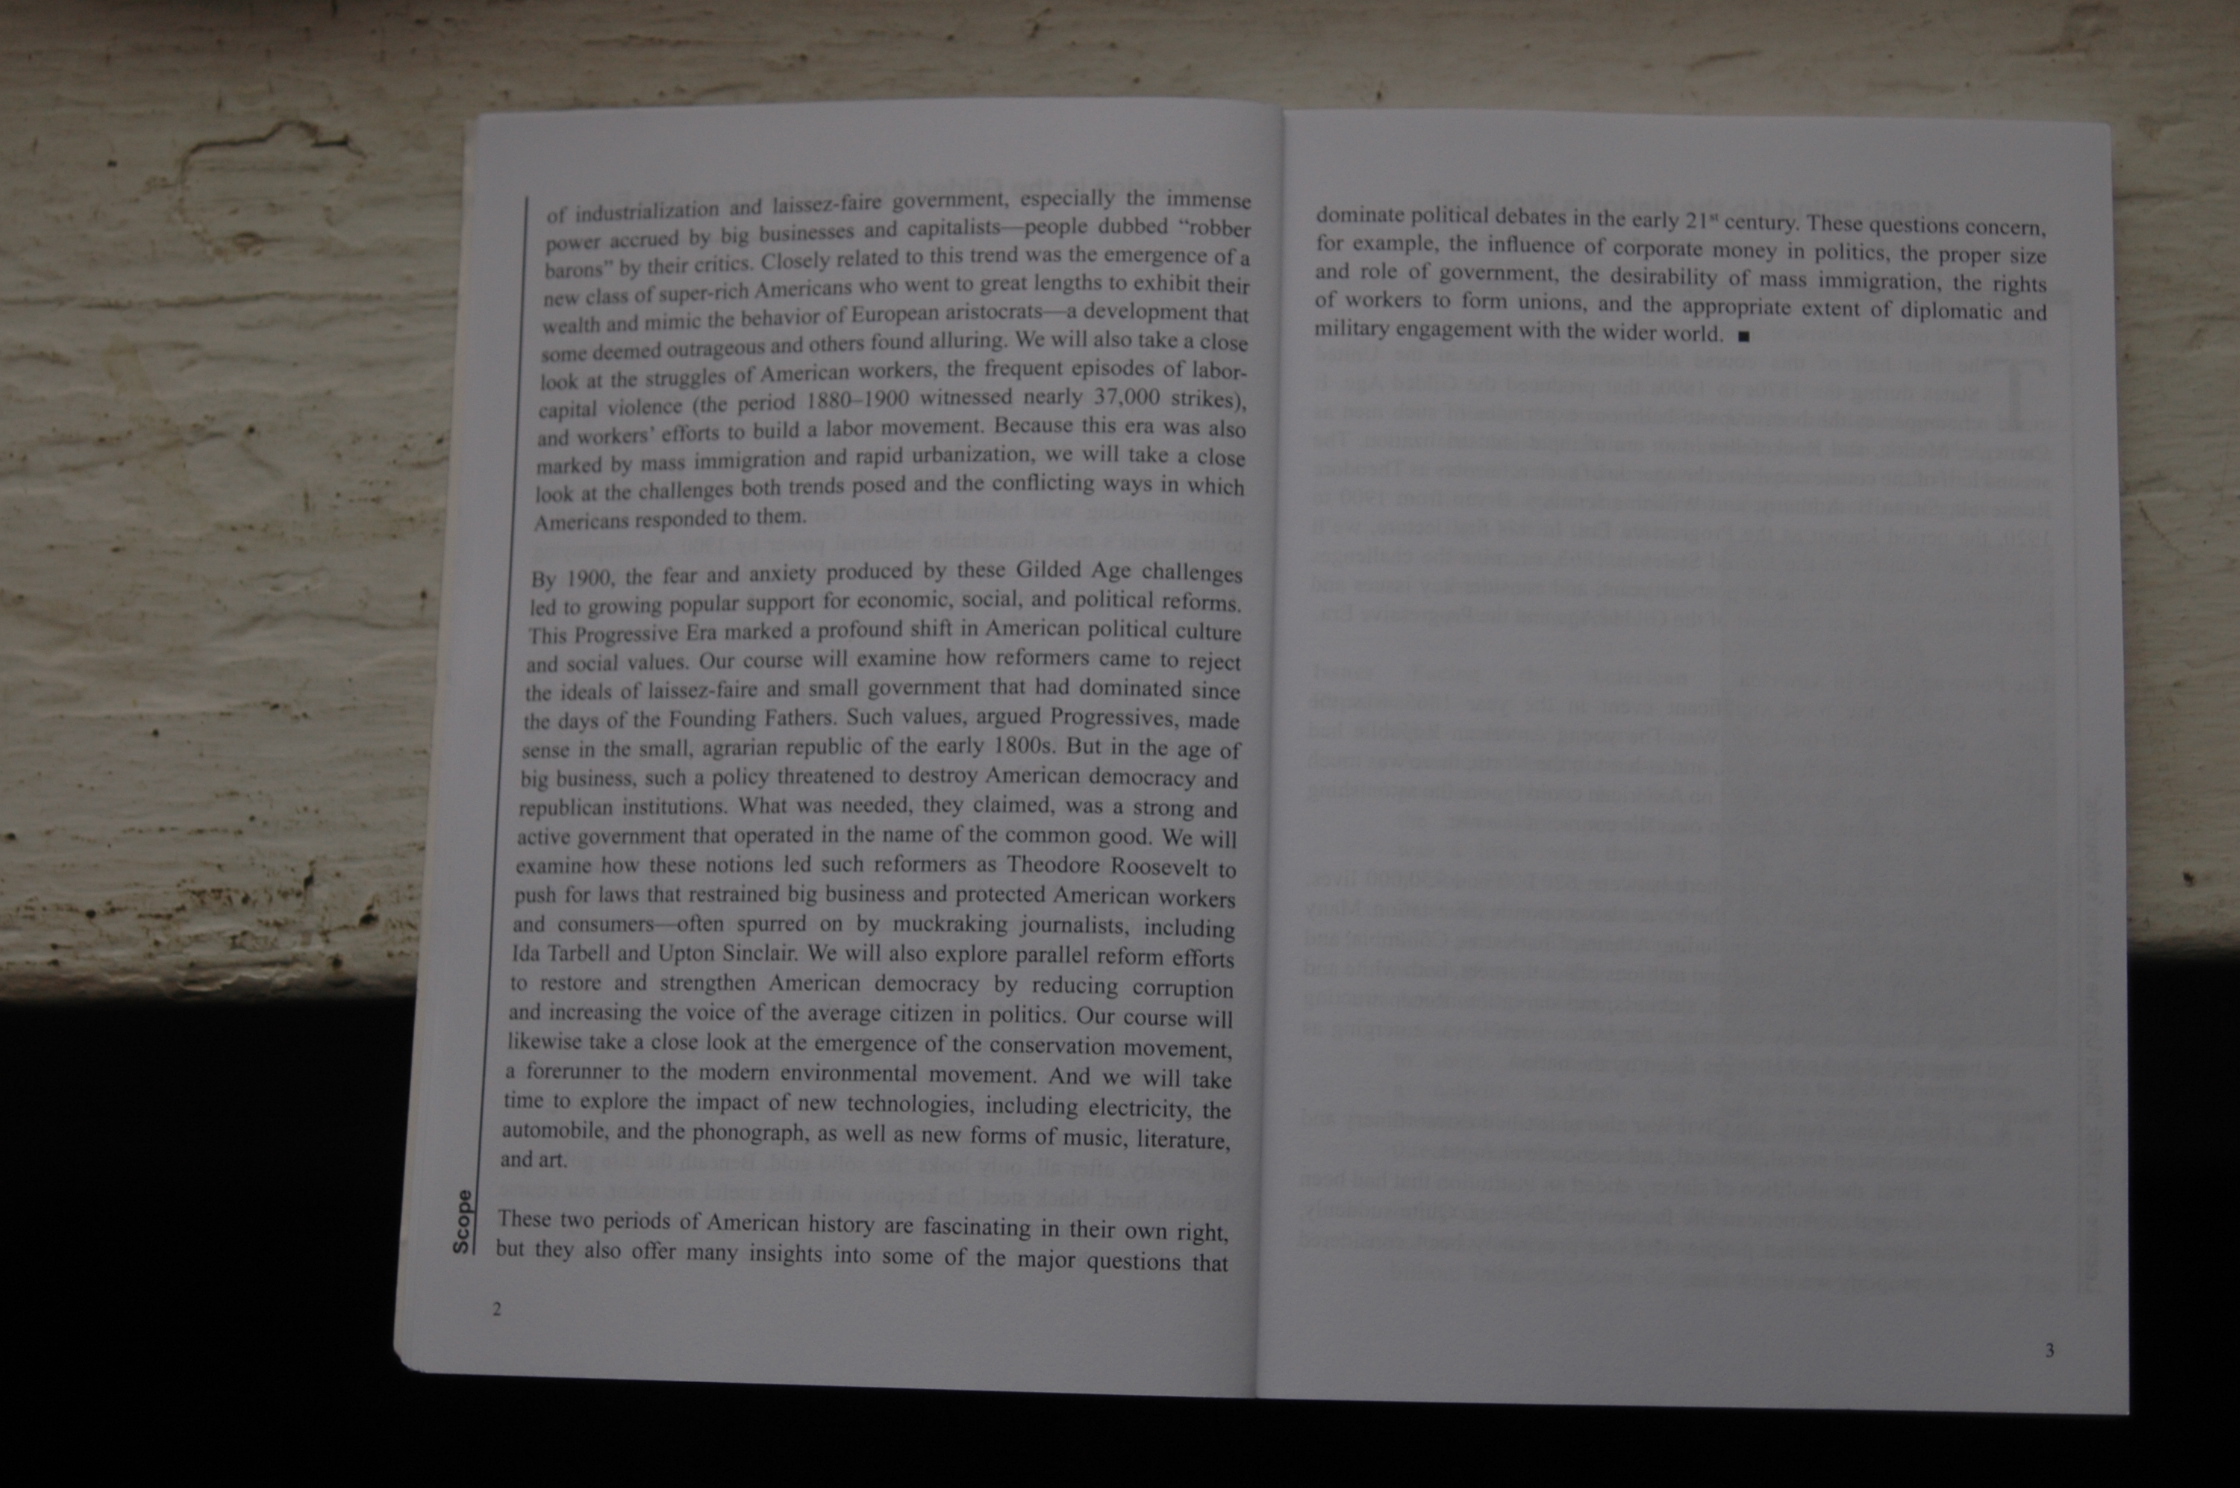 of industrialization and laissez-faire government, especially the immense
power accrued by big businesses and capitalists—people dubbed “robber
barons” by their critics. Closely related to this trend was the emergence of a
new class of super-rich Americans who went to great lengths to exhibit their
wealth and mimic the behavior of European aristocrats—a development that
some deemed outrageous and others found alluring. We will also take a close
look at the struggles of American workers, the frequent episodes of labor-
capital violence (the period 1880–1900 witnessed nearly 37,000 strikes),
and workers’ efforts to build a labor movement. Because this era was also
marked by mass immigration and rapid urbanization, we will take a close
look at the challenges both trends posed and the conflicting ways in which
Americans responded to them.
By 1900, the fear and anxiety produced by these Gilded Age challenges
led to growing popular support for economic, social, and political reforms.
This Progressive Era marked a profound shift in American political culture
and social values. Our course will examine how reformers came to reject
the ideals of laissez-faire and small government that had dominated since
the days of the Founding Fathers. Such values, argued Progressives, made
sense in the small, agrarian republic of the early 1800s. But in the age of
big business, such a policy threatened to destroy American democracy and
republican institutions. What was needed, they claimed, was a strong and
active government that operated in the name of the common good. We will
examine how these notions led such reformers as Theodore Roosevelt to
push for laws that restrained big business and protected American workers
and consumers—often spurred on by muckraking journalists, including
Ida Tarbell and Upton Sinclair. We will also explore parallel reform efforts
to restore and strengthen American democracy by reducing corruption
and increasing the voice of the average citizen in politics. Our course will
likewise take a close look at the emergence of the conservation movement,
a forerunner to the modern environmental movement. And we will take
time to explore the impact of new technologies, including electricity, the
automobile, and the phonograph, as well as new forms of music, literature,
and art.
These two periods of American history are fascinating in their own right,
but they also offer many insights into some of the major questions that
Scope
2
dominate political debates in the early 21st century. These questions concern,
for example, the influence of corporate money in politics, the proper size
and role of government, the desirability of mass immigration, the rights
of workers to form unions, and the appropriate extent of diplomatic and
military engagement with the wider world. ■
3